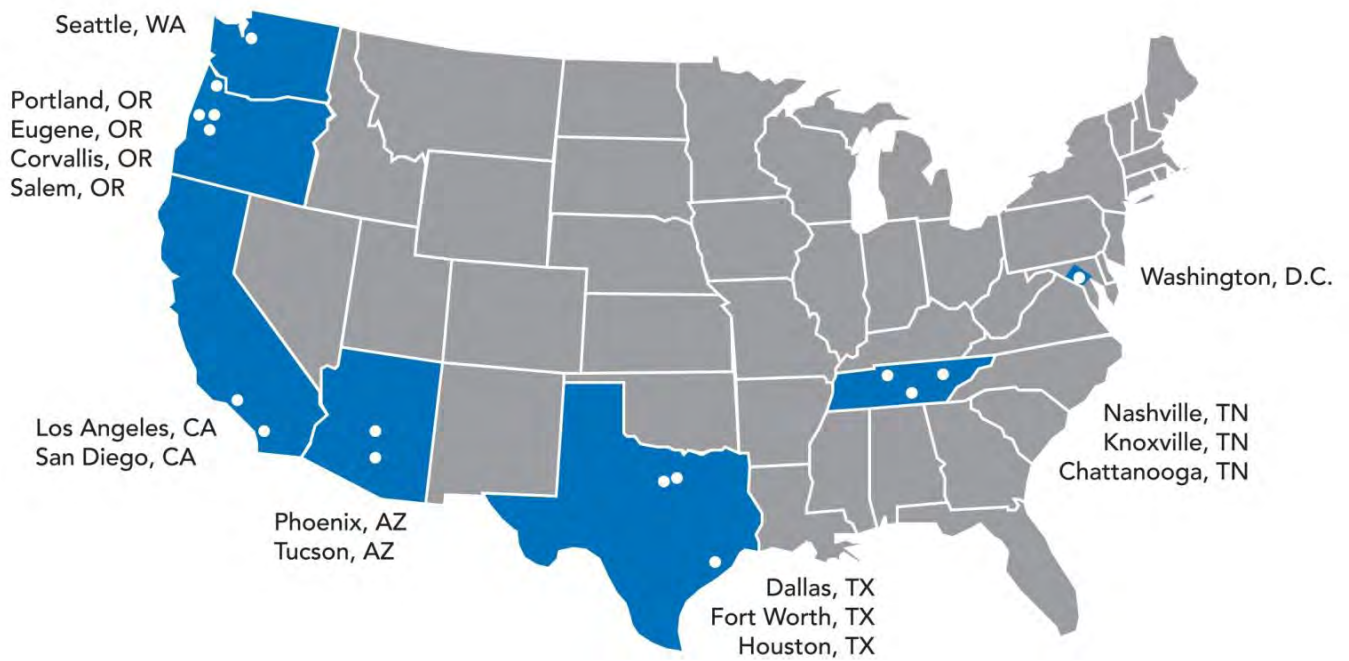 Seattle, WA
Portland, OR
Eugene, OR
Corvallis, OR
Salem, OR
Washington, D.C.
Los Angeles, CA
San Diego, CA
Nashville, TN
Knoxville, TN
Chattanooga, TN
Phoenix, AZ
Tucson, AZ
Dallas, TX
Fort Worth, TX
Houston, TX